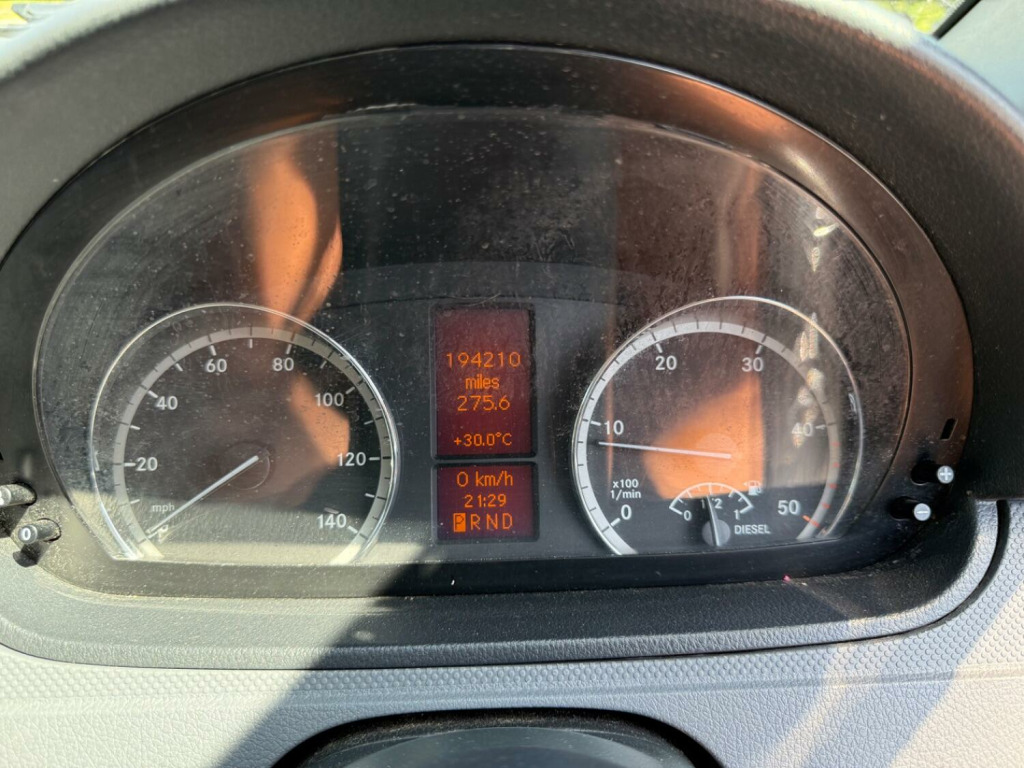 60 80
40 100
20 120
mph 140
194210
miles
275.6
+30.0°C
0 km/h
21:29
P R N D
20 30
10 40
x100
1/min
0 50
0 1/2 1
DIESEL
0
+
−